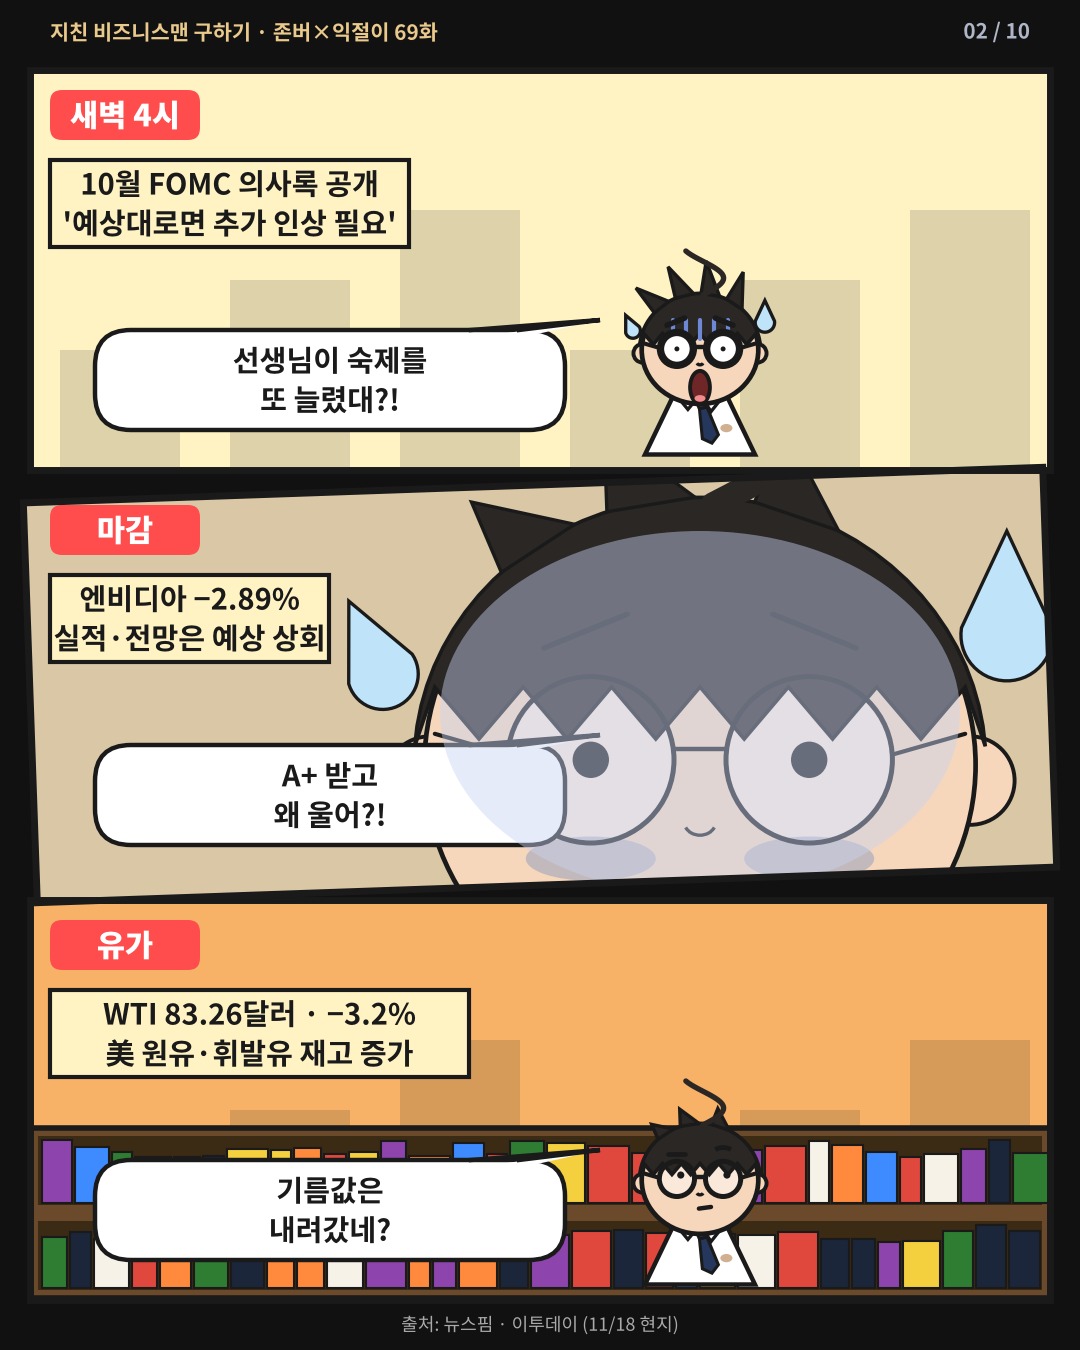 지친 비즈니스맨 구하기 · 존버×익절이 69화
02 / 10
새벽 4시
10월 FOMC 의사록 공개
'예상대로면 추가 인상 필요'
선생님이 숙제를
또 늘렸대?!
마감
엔비디아 −2.89%
실적·전망은 예상 상회
A+ 받고
왜 울어?!
유가
WTI 83.26달러 · −3.2%
美 원유·휘발유 재고 증가
기름값은
내려갔네?
출처: 뉴스핌 · 이투데이 (11/18 현지)